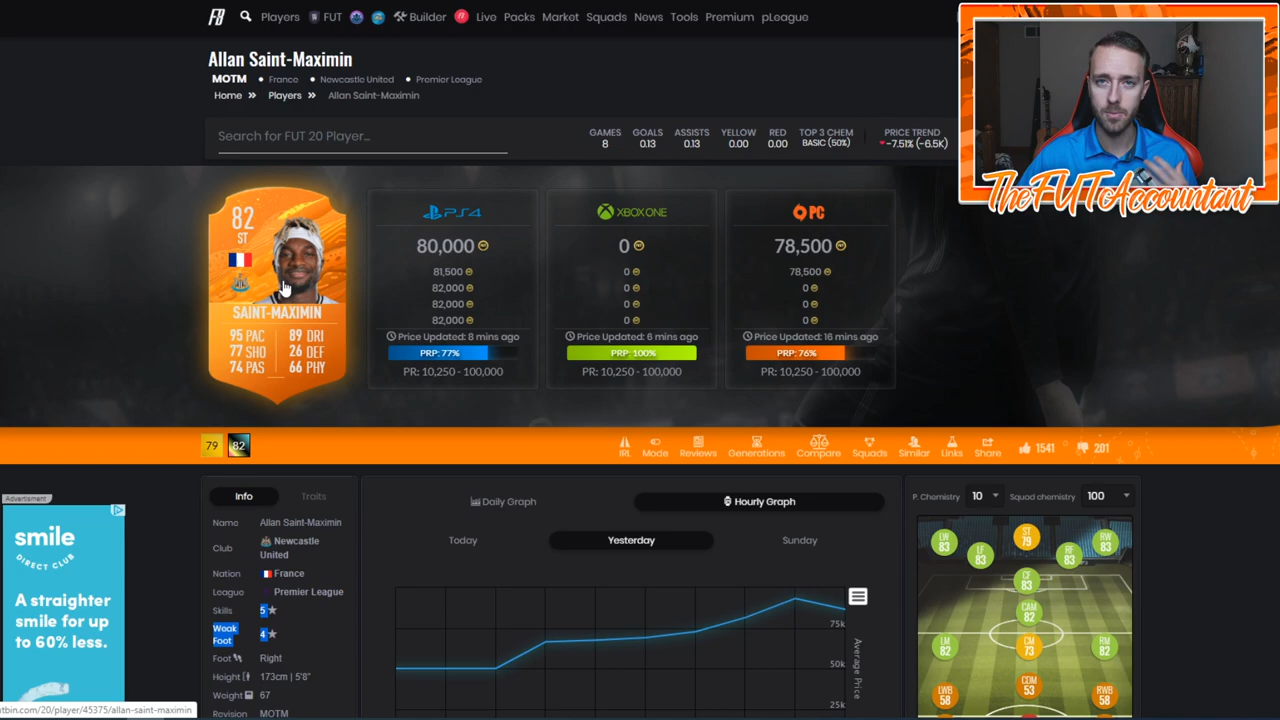 F8 Players FUT Builder Live Packs Market Squads News Tools Premium pLeague
Allan Saint-Maximin
MOTM • France • Newcastle United • Premier League
Home » Players » Allan Saint-Maximin
Search for FUT 20 Player...
GAMES GOALS ASSISTS YELLOW RED TOP 3 CHEM PRICE TREND
8 0.13 0.13 0.00 0.00 BASIC (50%) -7.51% (-6.5K)
TheFUTAccountant
82
ST
SAINT-MAXIMIN
95 PAC 89 DRI
77 SHO 26 DEF
74 PAS 66 PHY
PS4
80,000
81,500
82,000
82,000
82,000
Price Updated: 8 mins ago
PRP: 77%
PR: 10,250 - 100,000
XBOX ONE
0
0
0
0
0
Price Updated: 6 mins ago
PRP: 100%
PR: 10,250 - 100,000
PC
78,500
78,500
0
0
0
Price Updated: 16 mins ago
PRP: 76%
PR: 10,250 - 100,000
79 82
IRL Mode Reviews Generations Compare Squads Similar Links Share 1541 201
Advertisment
smile
DIRECT CLUB
A straighter
smile for up
to 60% less.
Info Traits
Name Allan Saint-Maximin
Club Newcastle
United
Nation France
League Premier League
Skills 5★
Weak
Foot 4★
Foot Right
Height 173cm | 5'8"
Weight 67
Revision MOTM
Daily Graph Hourly Graph
Today Yesterday Sunday
75k
50k
25k
Average Price
P. Chemistry 10 Squad chemistry 100
LW
83
LF
83
ST
79
RF
83
RW
83
CF
83
CAM
82
LM
82
CM
73
RM
82
LWB
58
CDM
53
RWB
58
utbin.com/20/player/45375/allan-saint-maximin